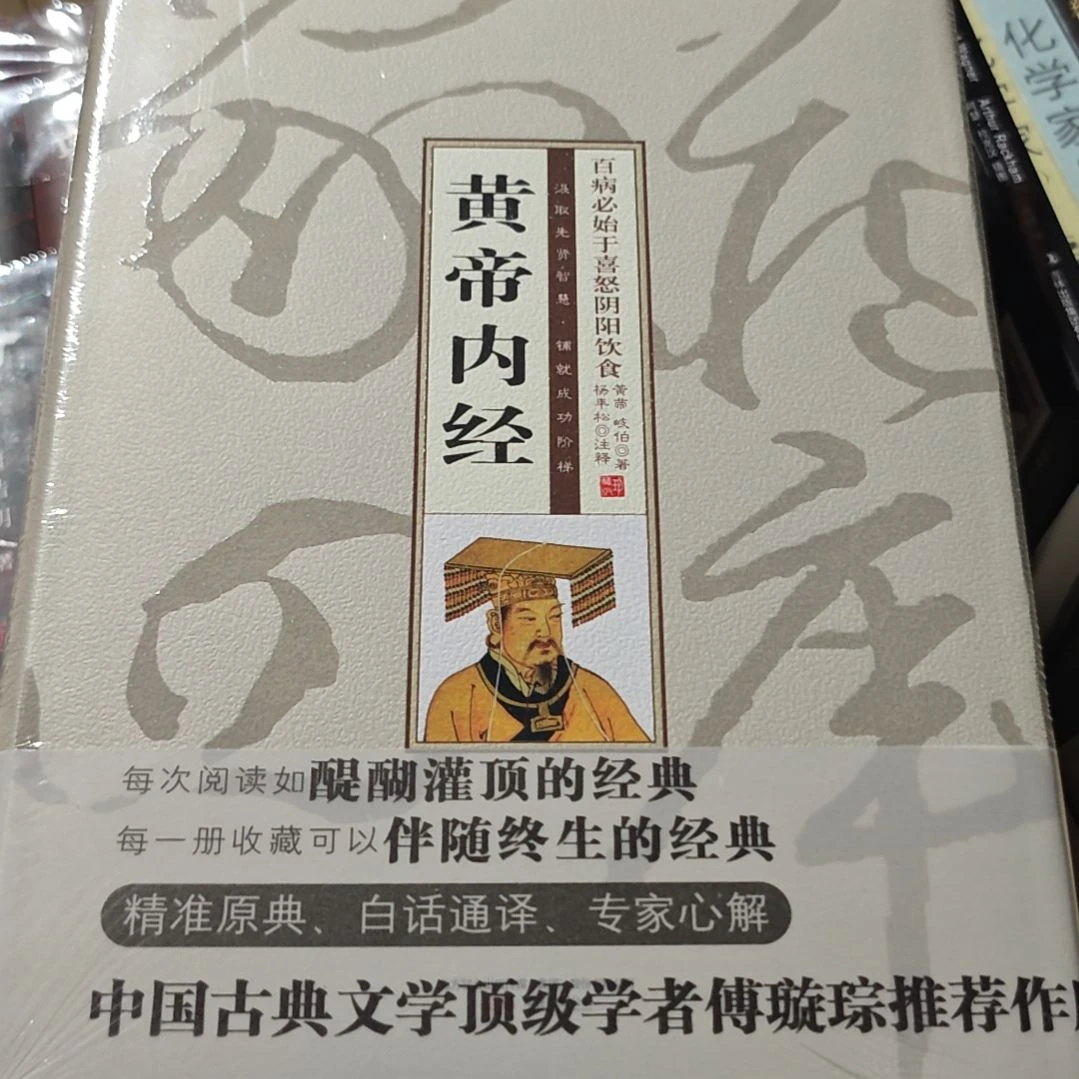 黄帝内经
汲取先贤智慧·铺就成功阶梯
百病必始于喜怒阴阳饮食
黄帝 岐伯◎著
杨年松◎注释
每次阅读如醍醐灌顶的经典
每一册收藏可以伴随终生的经典
精准原典、白话通译、专家心解
中国古典文学顶级学者傅璇琮推荐作
化学家
Arthur Rackham